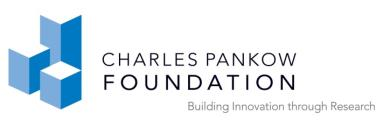 CHARLES PANKOW
FOUNDATION
Building Innovation through Research